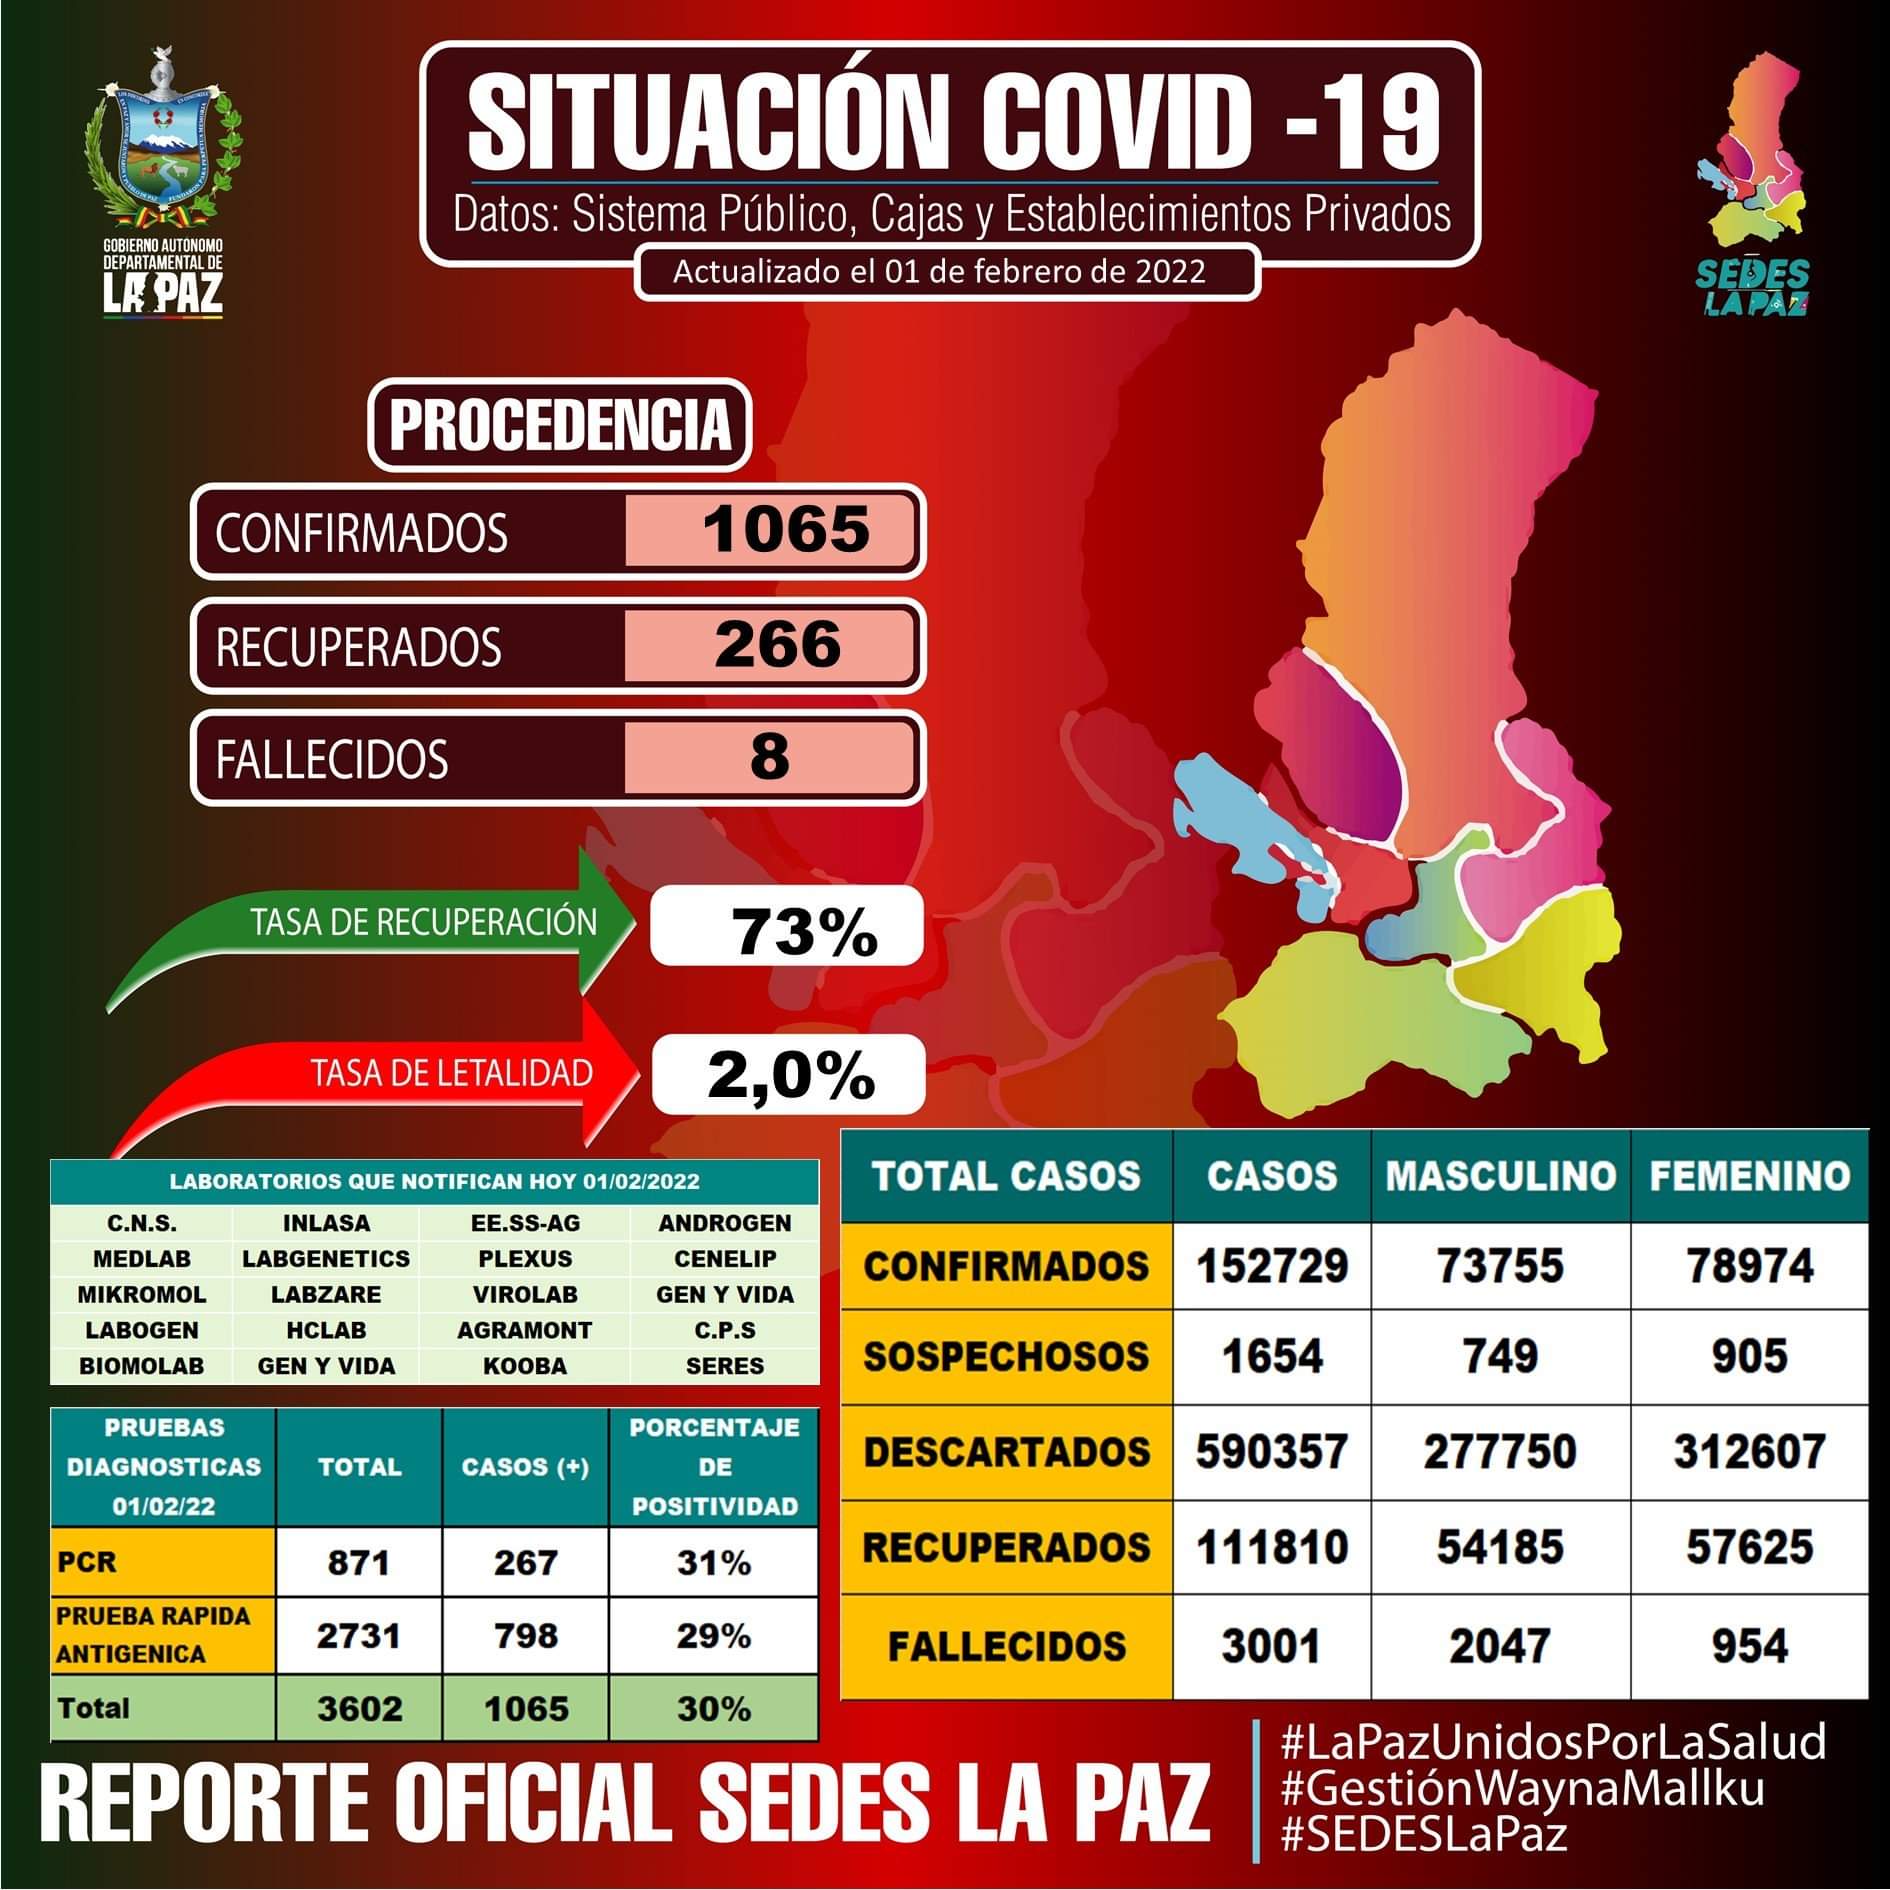 SITUACIÓN COVID -19
Datos: Sistema Público, Cajas y Establecimientos Privados
Actualizado el 01 de febrero de 2022
GOBIERNO AUTÓNOMO
DEPARTAMENTAL DE
LA PAZ
SEDES
LA PAZ
PROCEDENCIA
CONFIRMADOS 1065
RECUPERADOS 266
FALLECIDOS 8
TASA DE RECUPERACIÓN 73%
TASA DE LETALIDAD 2,0%
LABORATORIOS QUE NOTIFICAN HOY 01/02/2022
C.N.S. INLASA EE.SS-AG ANDROGEN
MEDLAB LABGENETICS PLEXUS CENELIP
MIKROMOL LABZARE VIROLAB GEN Y VIDA
LABOGEN HCLAB AGRAMONT C.P.S
BIOMOLAB GEN Y VIDA KOOBA SERES
PRUEBAS
DIAGNOSTICAS
01/02/22
TOTAL
CASOS (+)
PORCENTAJE
DE
POSITIVIDAD
PCR 871 267 31%
PRUEBA RAPIDA
ANTIGENICA
2731 798 29%
Total 3602 1065 30%
TOTAL CASOS CASOS MASCULINO FEMENINO
CONFIRMADOS 152729 73755 78974
SOSPECHOSOS 1654 749 905
DESCARTADOS 590357 277750 312607
RECUPERADOS 111810 54185 57625
FALLECIDOS 3001 2047 954
REPORTE OFICIAL SEDES LA PAZ
#LaPazUnidosPorLaSalud
#GestiónWaynaMallku
#SEDESLaPaz